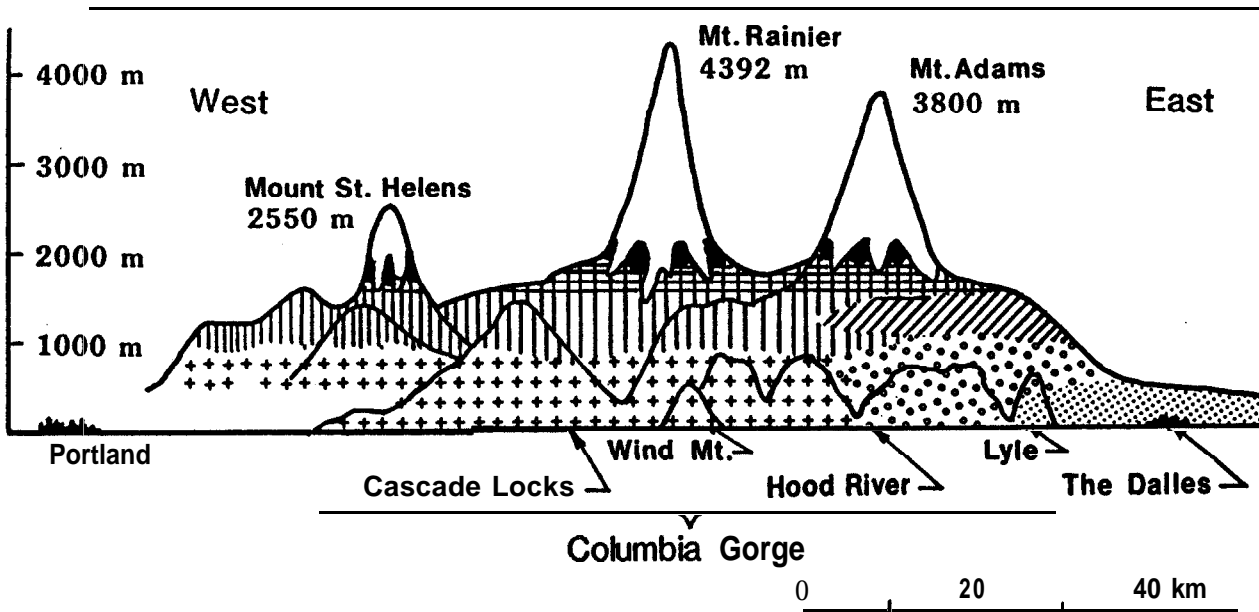 Mt. Rainier
4392 m
4000 m
West
Mt. Adams
3800 m
East
3000 m
Mount St. Helens
2550 m
2000 m
1000 m
Portland
Wind Mt.
Lyle
Cascade Locks
Hood River
The Dalles
Columbia Gorge
0 20 40 km